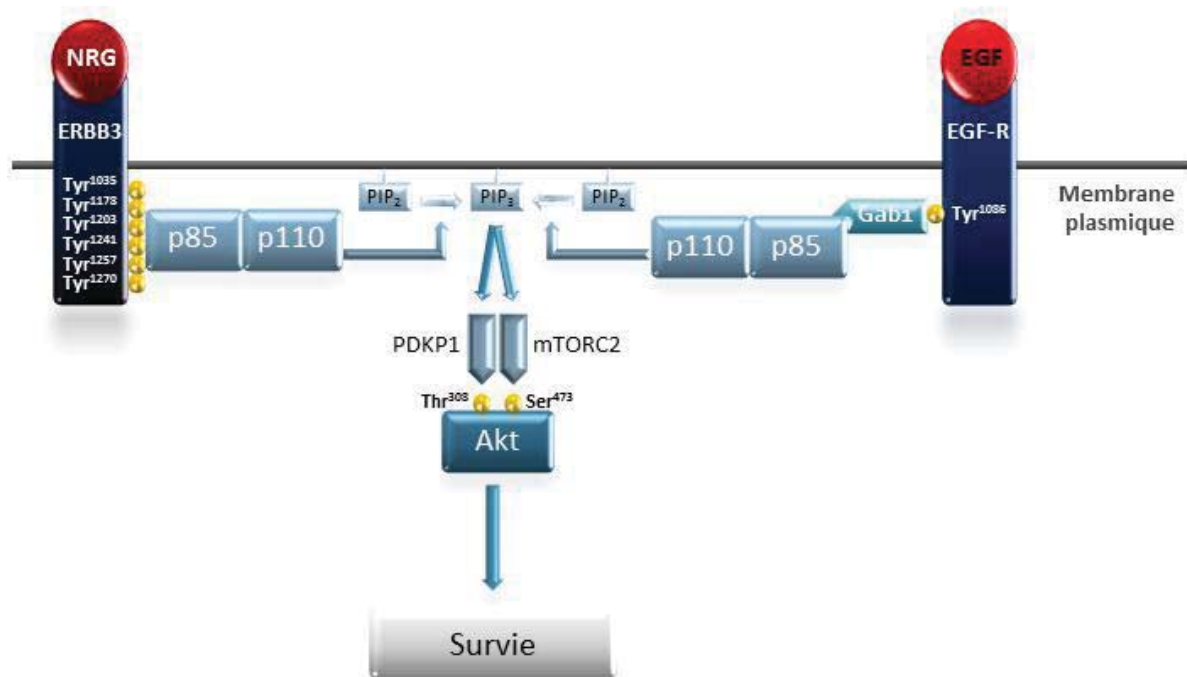 NRG
EGF
ERBB3
EGF-R
Tyr¹⁰³⁵
Tyr¹¹⁷⁸
Tyr¹²⁰³
Tyr¹²⁴¹
Tyr¹²⁵⁷
Tyr¹²⁷⁰
p85
p110
PIP₂
PIP₃
PIP₂
p110
p85
Gab1
Tyr¹⁰⁸⁶
Membrane
plasmique
PDKP1
mTORC2
Thr³⁰⁸
Ser⁴⁷³
Akt
Survie